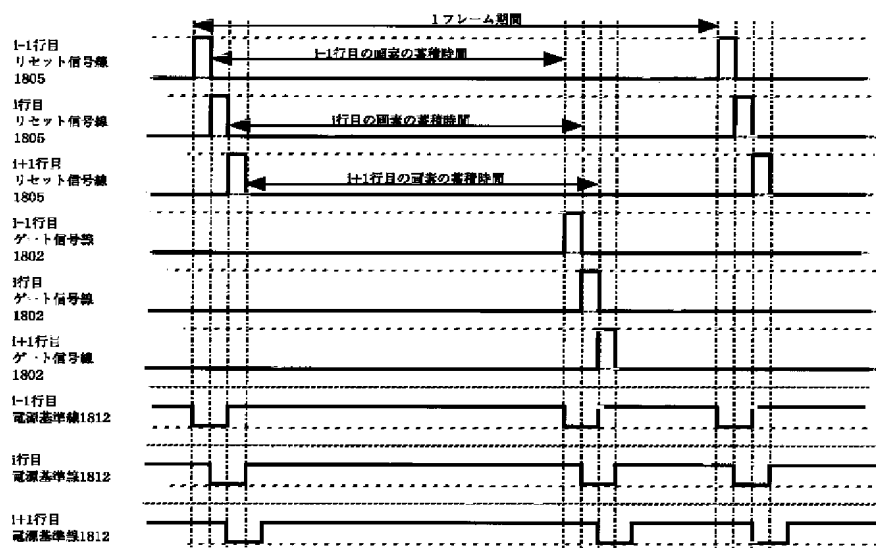 1フレーム期間
i-1行目
リセット信号線
1805
i-1行目の画素の蓄積時間
i行目
リセット信号線
1805
i行目の画素の蓄積時間
i+1行目
リセット信号線
1805
i+1行目の画素の蓄積時間
i-1行目
ゲート信号線
1802
i行目
ゲート信号線
1802
i+1行目
ゲート信号線
1802
i-1行目
電源基準線1812
i行目
電源基準線1812
i+1行目
電源基準線1812